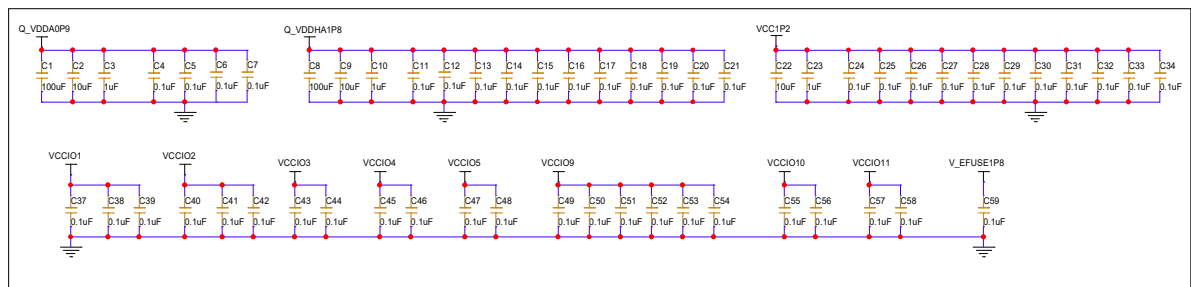 Q_VDDA0P9 Q_VDDHA1P8 VCC1P2
C1 C2 C3 C4 C5 C6 C7 C8 C9 C10 C11 C12 C13 C14 C15 C16 C17 C18 C19 C20 C21 C22 C23 C24 C25 C26 C27 C28 C29 C30 C31 C32 C33 C34
100uF 10uF 1uF 0.1uF 0.1uF 0.1uF 0.1uF 100uF 10uF 1uF 0.1uF 0.1uF 0.1uF 0.1uF 0.1uF 0.1uF 0.1uF 0.1uF 0.1uF 0.1uF 0.1uF 10uF 1uF 0.1uF 0.1uF 0.1uF 0.1uF 0.1uF 0.1uF 0.1uF 0.1uF 0.1uF 0.1uF 0.1uF
VCCIO1 VCCIO2 VCCIO3 VCCIO4 VCCIO5 VCCIO9 VCCIO10 VCCIO11 V_EFUSE1P8
C37 C38 C39 C40 C41 C42 C43 C44 C45 C46 C47 C48 C49 C50 C51 C52 C53 C54 C55 C56 C57 C58 C59
0.1uF 0.1uF 0.1uF 0.1uF 0.1uF 0.1uF 0.1uF 0.1uF 0.1uF 0.1uF 0.1uF 0.1uF 0.1uF 0.1uF 0.1uF 0.1uF 0.1uF 0.1uF 0.1uF 0.1uF 0.1uF 0.1uF 0.1uF